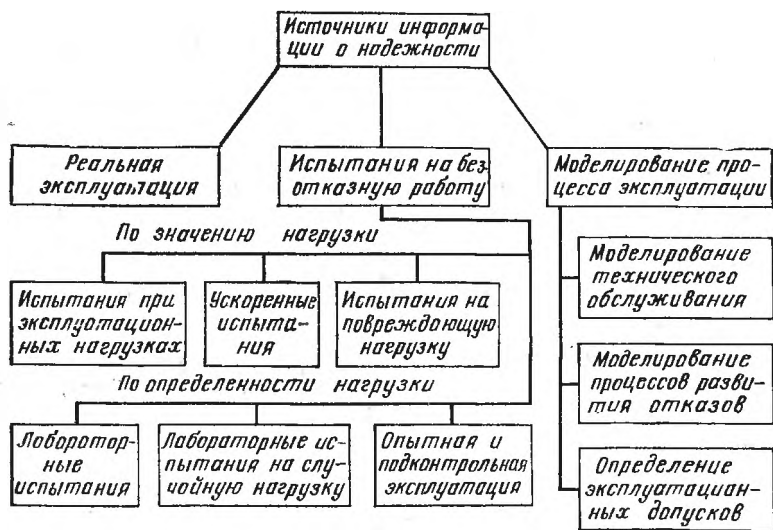 Источники информа-
ции о надежности
Реальная
эксплуатация
Испытания на без-
отказную работу
Моделирование про-
цесса эксплуатации
По значению нагрузки
Испытания при
эксплуатацион-
ных нагрузках
Ускоренные
испыта-
ния
Испытания на
повреждающую
нагрузку
Моделирование
технического
обслуживания
По определенности нагрузки
Моделирование
процессов разви-
тия отказов
Лаборатор-
ные
испытания
Лабораторные ис-
пытания на слу-
чайную нагрузку
Опытная и
подконтрольная
эксплуатация
Определение
эксплуатацион-
ных допусков